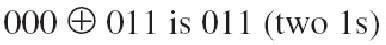 000 ⊕ 011 is 011 (two 1s)